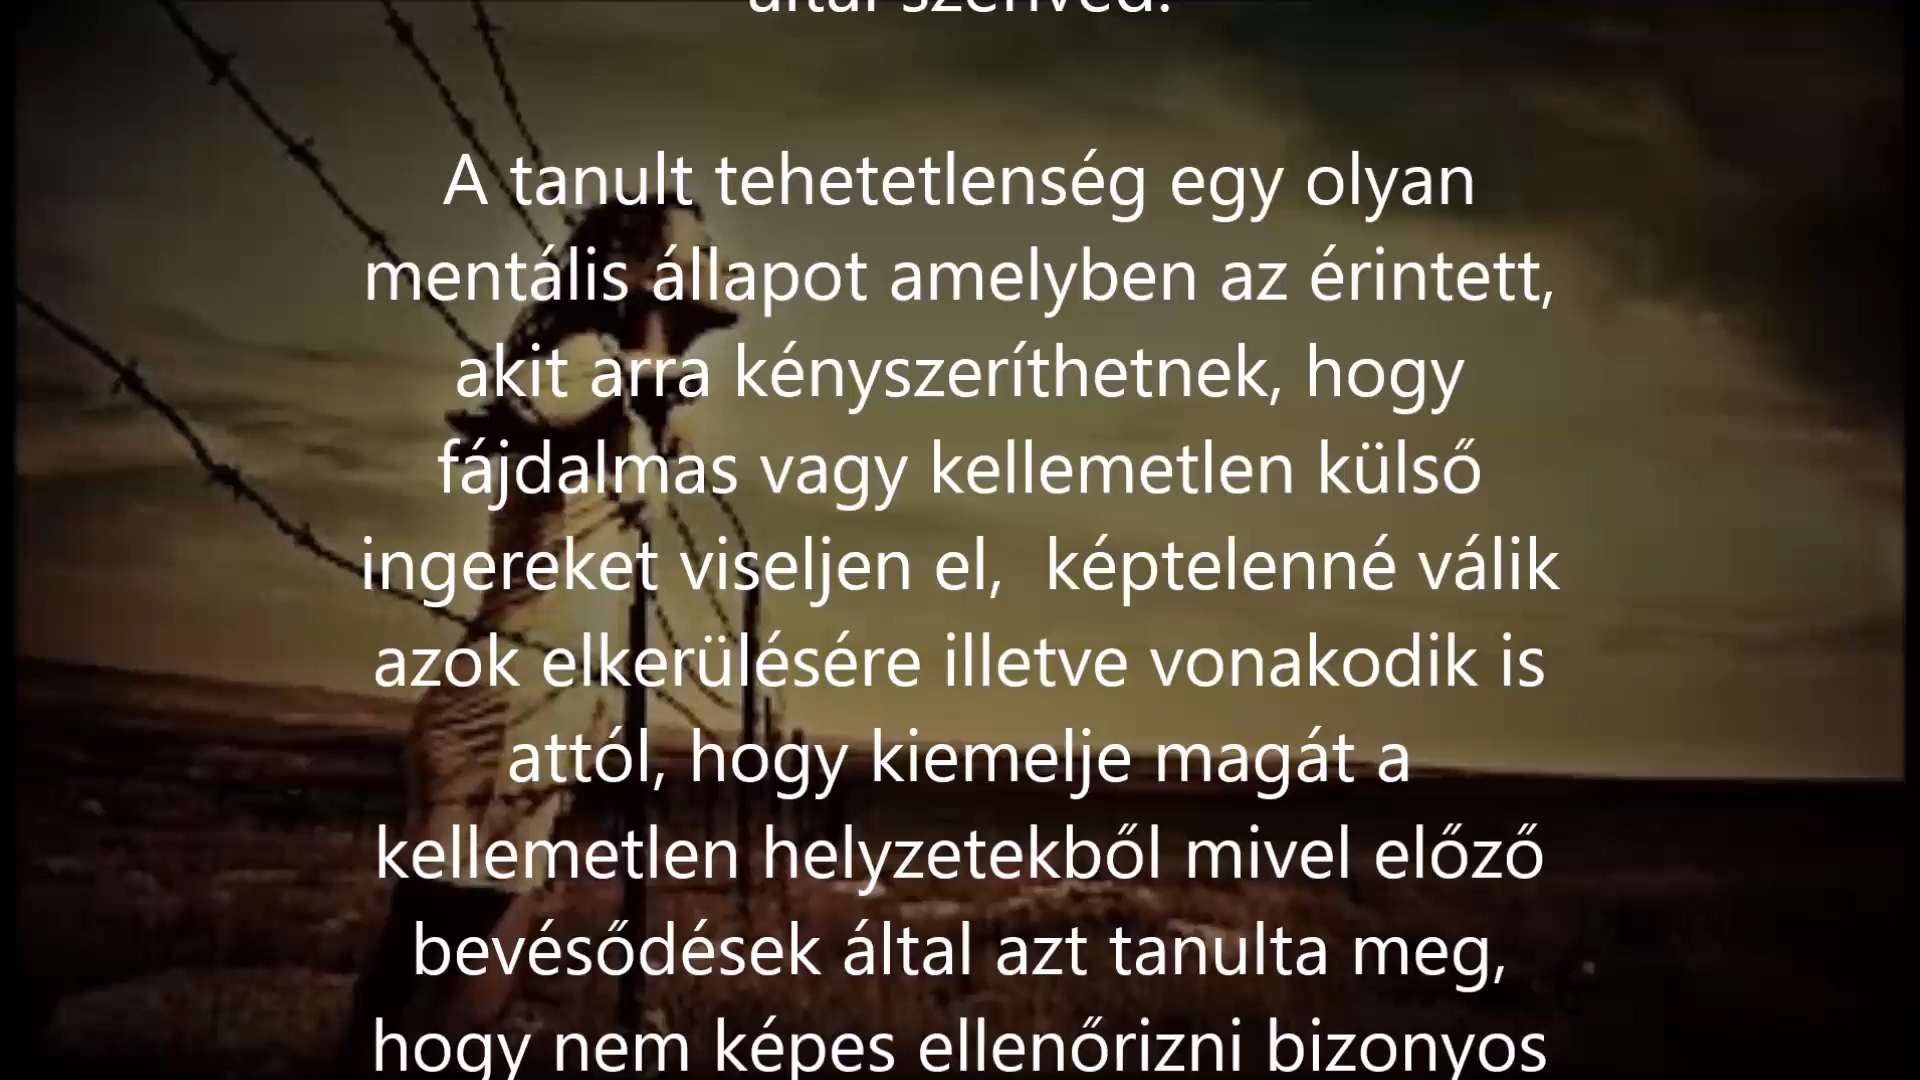 által szenved.
A tanult tehetetlenség egy olyan
mentális állapot amelyben az érintett,
akit arra kényszeríthetnek, hogy
fájdalmas vagy kellemetlen külső
ingereket viseljen el,  képtelenné válik
azok elkerülésére illetve vonakodik is
attól, hogy kiemelje magát a
kellemetlen helyzetekből mivel előző
bevésődések által azt tanulta meg,
hogy nem képes ellenőrizni bizonyos